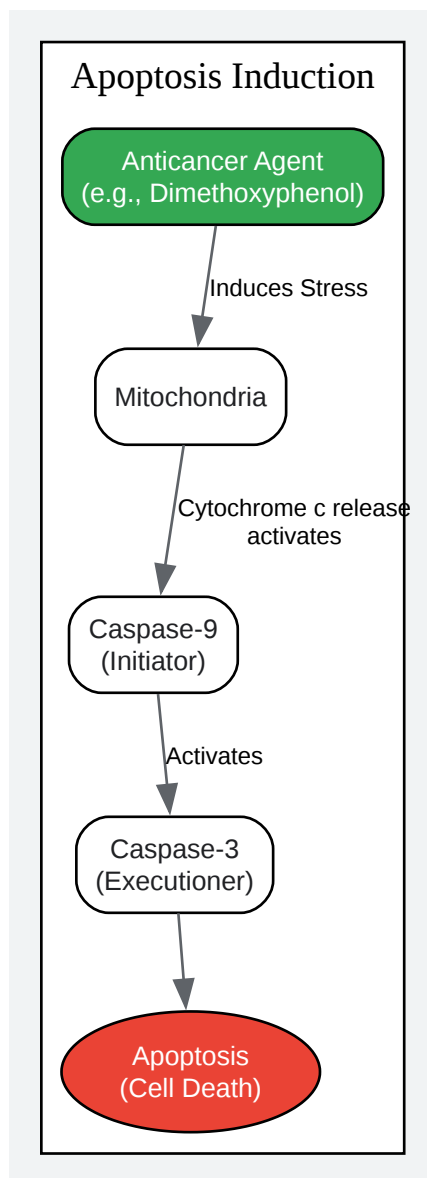 Apoptosis Induction
Anticancer Agent
(e.g., Dimethoxyphenol)
Induces Stress
Mitochondria
Cytochrome c release
activates
Caspase-9
(Initiator)
Activates
Caspase-3
(Executioner)
Apoptosis
(Cell Death)